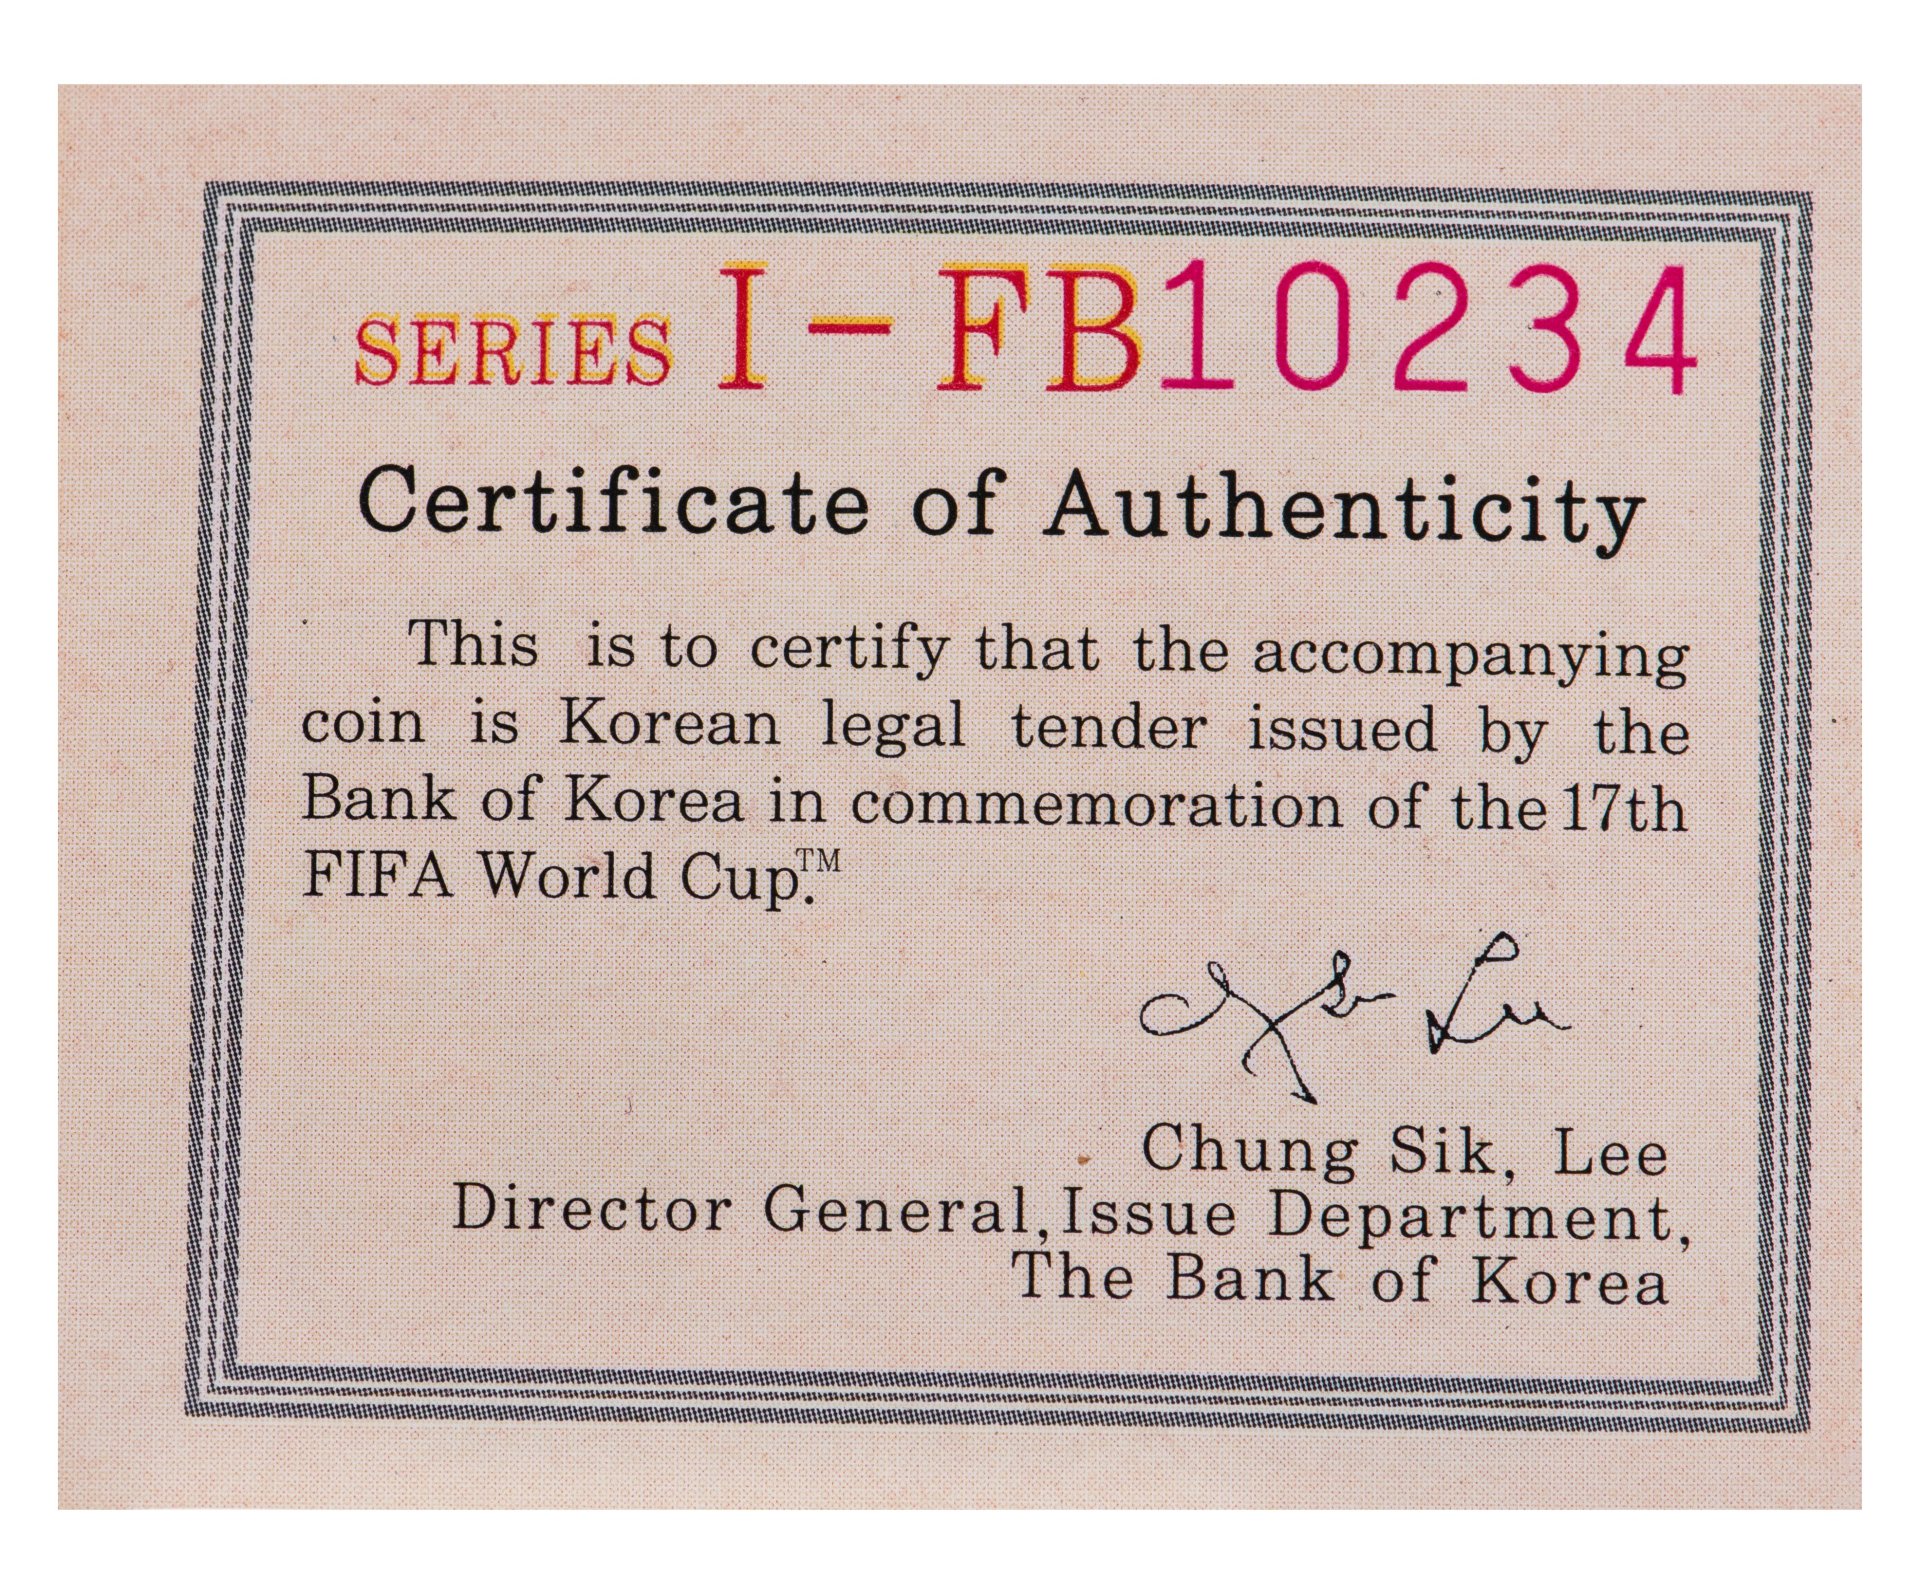 SERIES I-FB10234
Certificate of Authenticity
This is to certify that the accompanying
coin is Korean legal tender issued by the
Bank of Korea in commemoration of the 17th
FIFA World Cup.™
Chung Sik, Lee
Director General, Issue Department,
The Bank of Korea